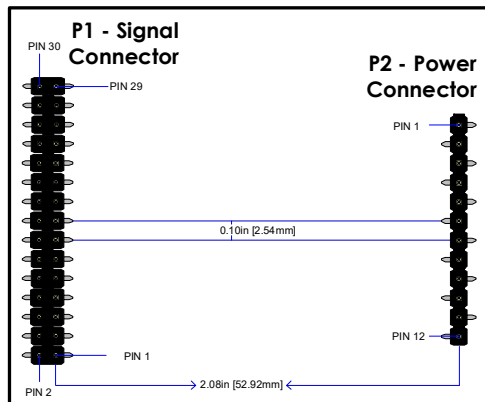 P1 - Signal
Connector
PIN 30
PIN 29
P2 - Power
Connector
PIN 1
0.10in [2.54mm]
PIN 12
PIN 1
2.08in [52.92mm]
PIN 2